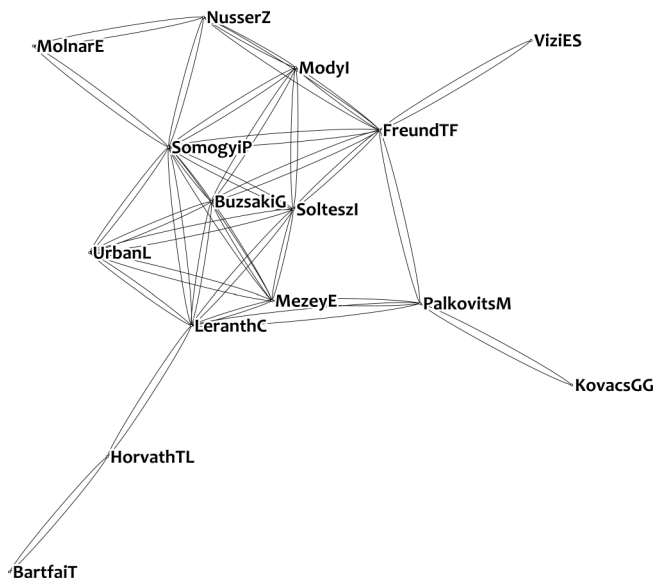 NusserZ
MolnarE
ViziES
ModyI
FreundTF
SomogyiP
BuzsakiG
SolteszI
UrbanL
MezeyE
PalkovitsM
LeranthC
KovacsGG
HorvathTL
BartfaiT